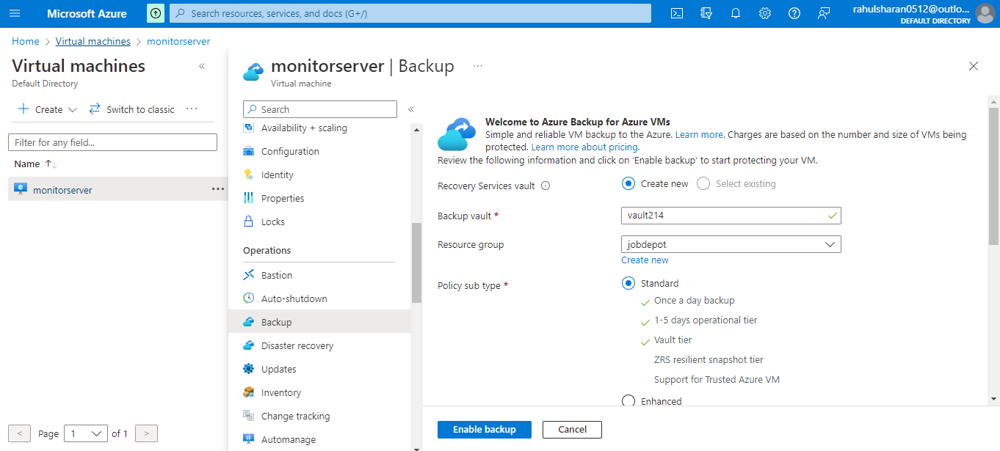 Microsoft Azure
Search resources, services, and docs (G+/)
rahulsharan0512@outlo...
DEFAULT DIRECTORY
Home > Virtual machines > monitorserver
Virtual machines
Default Directory
Create
Switch to classic
Filter for any field...
Name
monitorserver
< Page 1 of 1 >
monitorserver | Backup
Virtual machine
Search
Availability + scaling
Configuration
Identity
Properties
Locks
Operations
Bastion
Auto-shutdown
Backup
Disaster recovery
Updates
Inventory
Change tracking
Automanage
Welcome to Azure Backup for Azure VMs
Simple and reliable VM backup to the Azure. Learn more. Charges are based on the number and size of VMs being
protected. Learn more about pricing.
Review the following information and click on ‘Enable backup’ to start protecting your VM.
Recovery Services vault
Create new
Select existing
Backup vault *
vault214
Resource group
jobdepot
Create new
Policy sub type *
Standard
Once a day backup
1-5 days operational tier
Vault tier
ZRS resilient snapshot tier
Support for Trusted Azure VM
Enhanced
Enable backup
Cancel